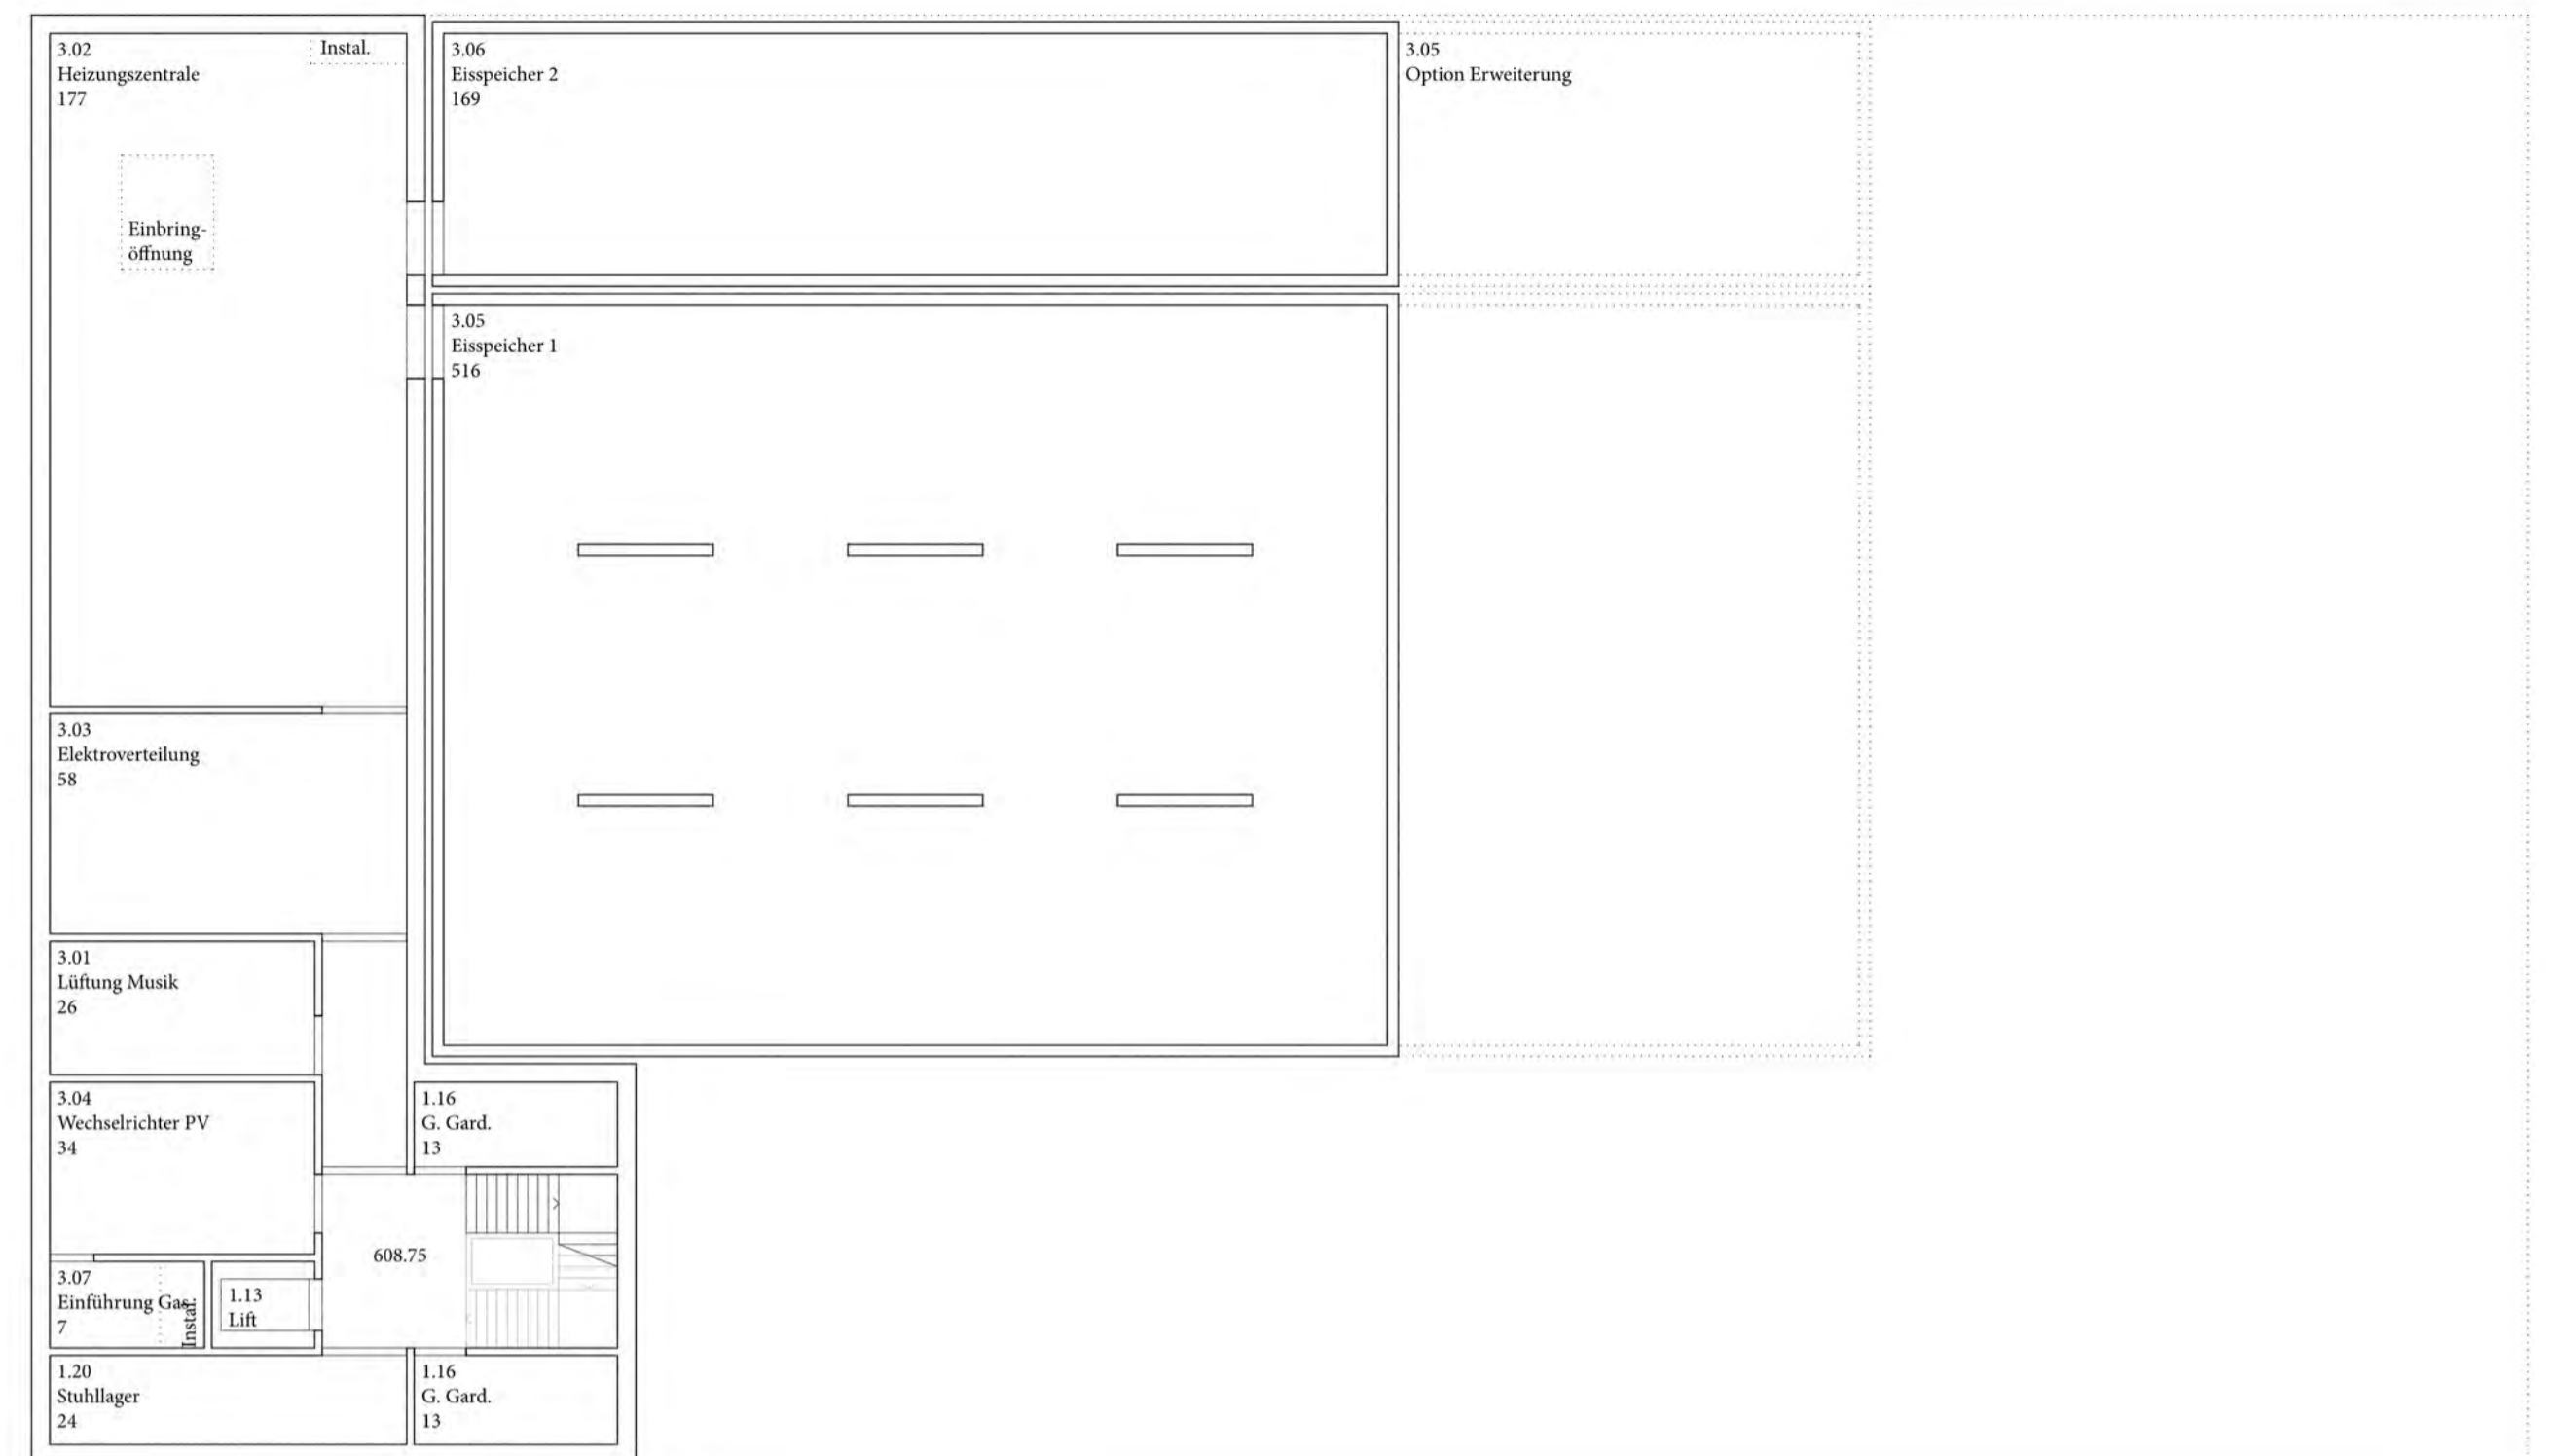 3.02
Heizungszentrale
177
Instal.
Einbring-
öffnung
3.06
Eisspeicher 2
169
3.05
Option Erweiterung
3.05
Eisspeicher 1
516
3.03
Elektroverteilung
58
3.01
Lüftung Musik
26
3.04
Wechselrichter PV
34
1.16
G. Gard.
13
608.75
3.07
Einführung Gas
7
Instal.
1.13
Lift
1.20
Stuhllager
24
1.16
G. Gard.
13